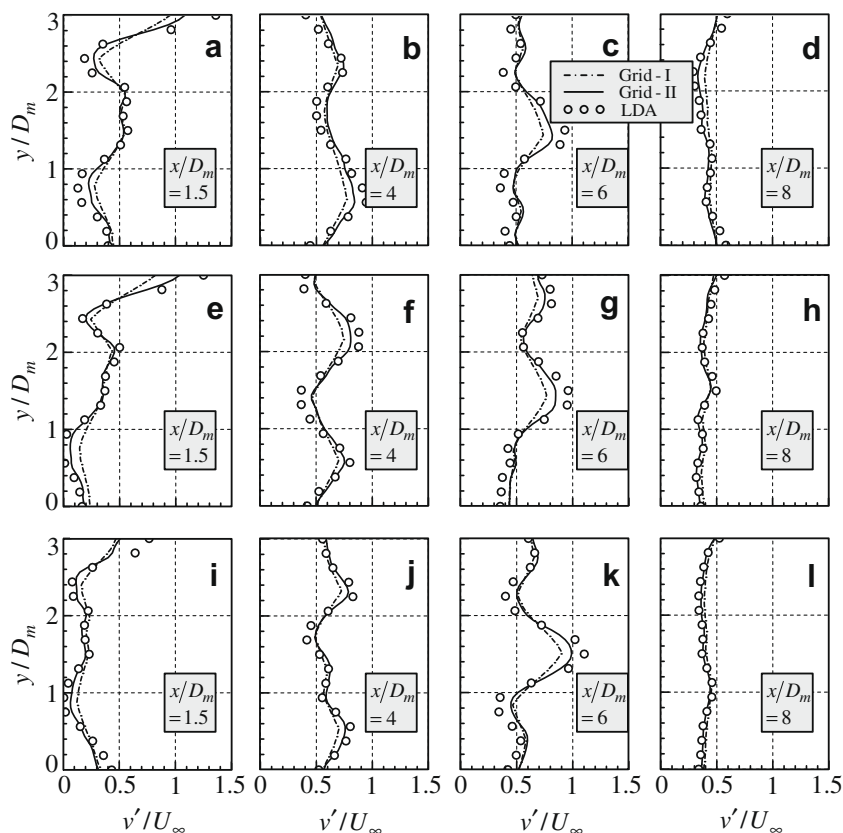 3
a
b
c
d
Grid - I
Grid - II
LDA
2
y/D_m
1
x/D_m
=1.5
x/D_m
= 4
x/D_m
= 6
x/D_m
= 8
0
3
e
f
g
h
2
y/D_m
1
x/D_m
=1.5
x/D_m
= 4
x/D_m
= 6
x/D_m
= 8
0
3
i
j
k
l
2
y/D_m
1
x/D_m
=1.5
x/D_m
= 4
x/D_m
= 6
x/D_m
= 8
0
0 0.5 1 1.5 0.5 1 1.5 0.5 1 1.5 0 0.5 1 1.5
v′/U_∞ v′/U_∞ v′/U_∞ v′/U_∞